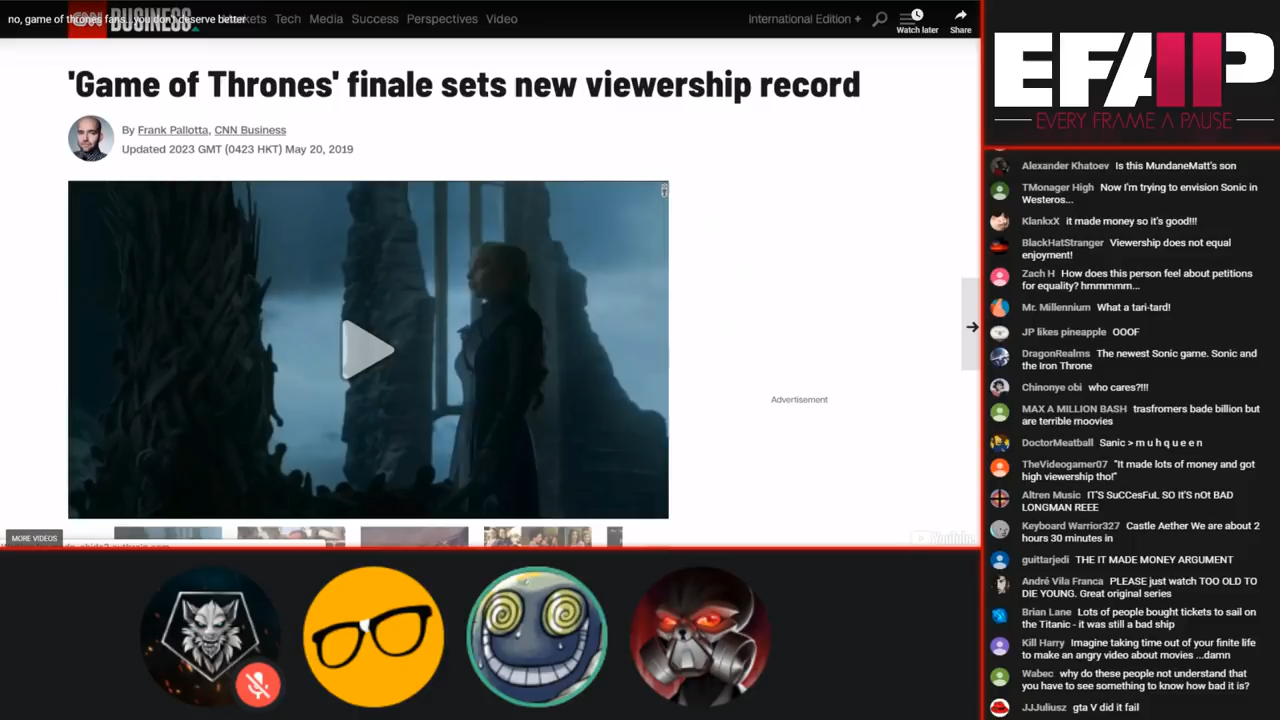 no, game of thrones fans...you don't deserve better
BUSINESS
Markets Tech Media Success Perspectives Video
International Edition +
Watch later
Share
'Game of Thrones' finale sets new viewership record
By Frank Pallotta, CNN Business
Updated 2023 GMT (0423 HKT) May 20, 2019
Advertisement
MORE VIDEOS
YouTube
EFAP
EVERY FRAME A PAUSE
Alexander Khatoev Is this MundaneMatt's son
TMonager High Now I'm trying to envision Sonic in
Westeros...
KlankxX it made money so it's good!!!
BlackHatStranger Viewership does not equal
enjoyment!
Zach H How does this person feel about petitions
for equality? hmmmmm...
Mr. Millennium What a tari-tard!
JP likes pineapple OOOF
DragonRealms The newest Sonic game. Sonic and
the Iron Throne
Chinonye obi who cares?!!!
MAX A MILLION BASH trasfromers bade billion but
are terrible moovies
DoctorMeatball Sanic > m u h q u e e n
TheVideogamer07 "It made lots of money and got
high viewership tho!"
Altren Music IT'S SuCCesFuL SO It'S nOt BAD
LONGMAN REEE
Keyboard Warrior327 Castle Aether We are about 2
hours 30 minutes in
guittarjedi THE IT MADE MONEY ARGUMENT
André Vila Franca PLEASE just watch TOO OLD TO
DIE YOUNG. Great original series
Brian Lane Lots of people bought tickets to sail on
the Titanic - it was still a bad ship
Kill Harry Imagine taking time out of your finite life
to make an angry video about movies ...damn
Wabec why do these people not understand that
you have to see something to know how bad it is?
JJJuliusz gta V did it fail